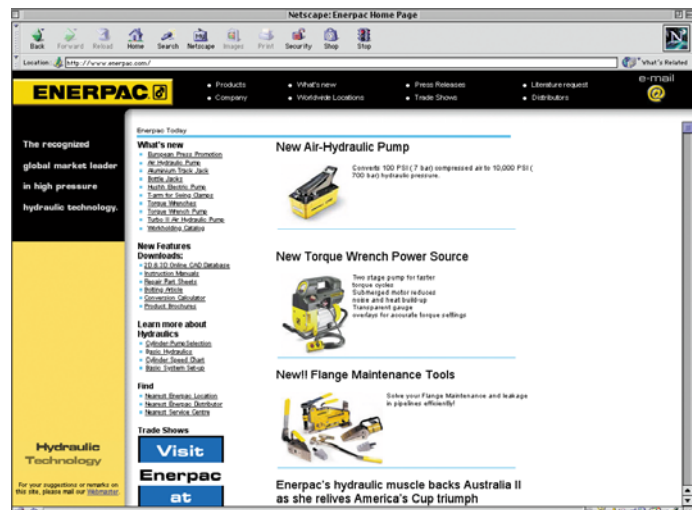 Netscape: Enerpac Home Page
Back Forward Reload Home Search Netscape Images Print Security Shop Stop
N
Location: http://www.enerpac.com/ What's Related
ENERPAC.
Products What's new Press Releases Literature request
Company Worldwide Locations Trade Shows Distributors
e-mail
@
The recognized
global market leader
in high pressure
hydraulic technology.
Enerpac Today
What's new
European Press Promotion
Air Hydraulic Pump
Aluminium Track Jack
Bottle Jacks
Hushh Electric Pump
T-arm for Swing Clamps
Torque Wrenches
Torque Wrench Pump
Turbo II Air Hydraulic Pump
Workholding Catalog
New Features
Downloads:
2D & 3D Online CAD Database
Instruction Manuals
Repair Part Sheets
Bolting Article
Conversion Calculator
Product Brochures
Learn more about
Hydraulics
Cylinder Pump Selection
Basic Hydraulics
Cylinder Speed Chart
Basic System Set-up
Find
Nearest Enerpac Location
Nearest Enerpac Distributor
Nearest Service Centre
Trade Shows
Visit
Enerpac
at
New Air-Hydraulic Pump
Converts 100 PSI ( 7 bar) compressed air to 10,000 PSI (
700 bar) hydraulic pressure.
New Torque Wrench Power Source
Two stage pump for faster
torque cycles
Submerged motor reduces
noise and heat build-up
Transparent gauge
overlays for accurate torque settings
New!! Flange Maintenance Tools
Solve your Flange Maintenance and leakage
in pipelines efficiently!
Enerpac's hydraulic muscle backs Australia II
as she relives America's Cup triumph
Hydraulic
Technology
For your suggestions or remarks on
this site, please mail our Webmaster.